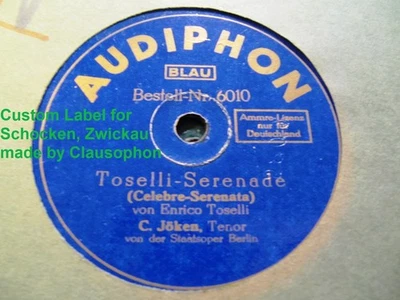 AUDIPHON
BLAU
Bestell-Nr. 6010
Ammre-Lizens
nur für
Deutschland
Custom Label for
Schocken, Zwickau
made by Clausophon
Toselli-Serenade
(Celebre-Serenata)
von Enrico Toselli
C. Jöken, Tenor
von der Staatsoper Berlin